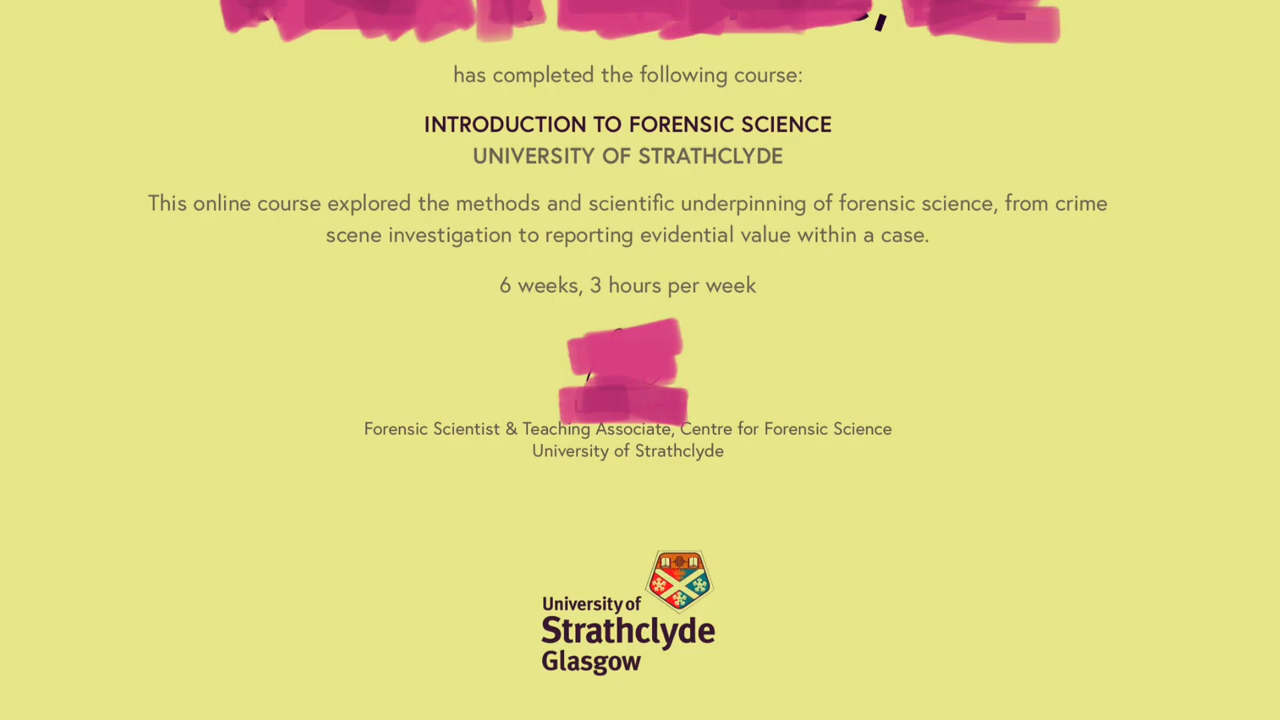 has completed the following course:
INTRODUCTION TO FORENSIC SCIENCE
UNIVERSITY OF STRATHCLYDE
This online course explored the methods and scientific underpinning of forensic science, from crime
scene investigation to reporting evidential value within a case.
6 weeks, 3 hours per week
Forensic Scientist & Teaching Associate, Centre for Forensic Science
University of Strathclyde
University of
Strathclyde
Glasgow